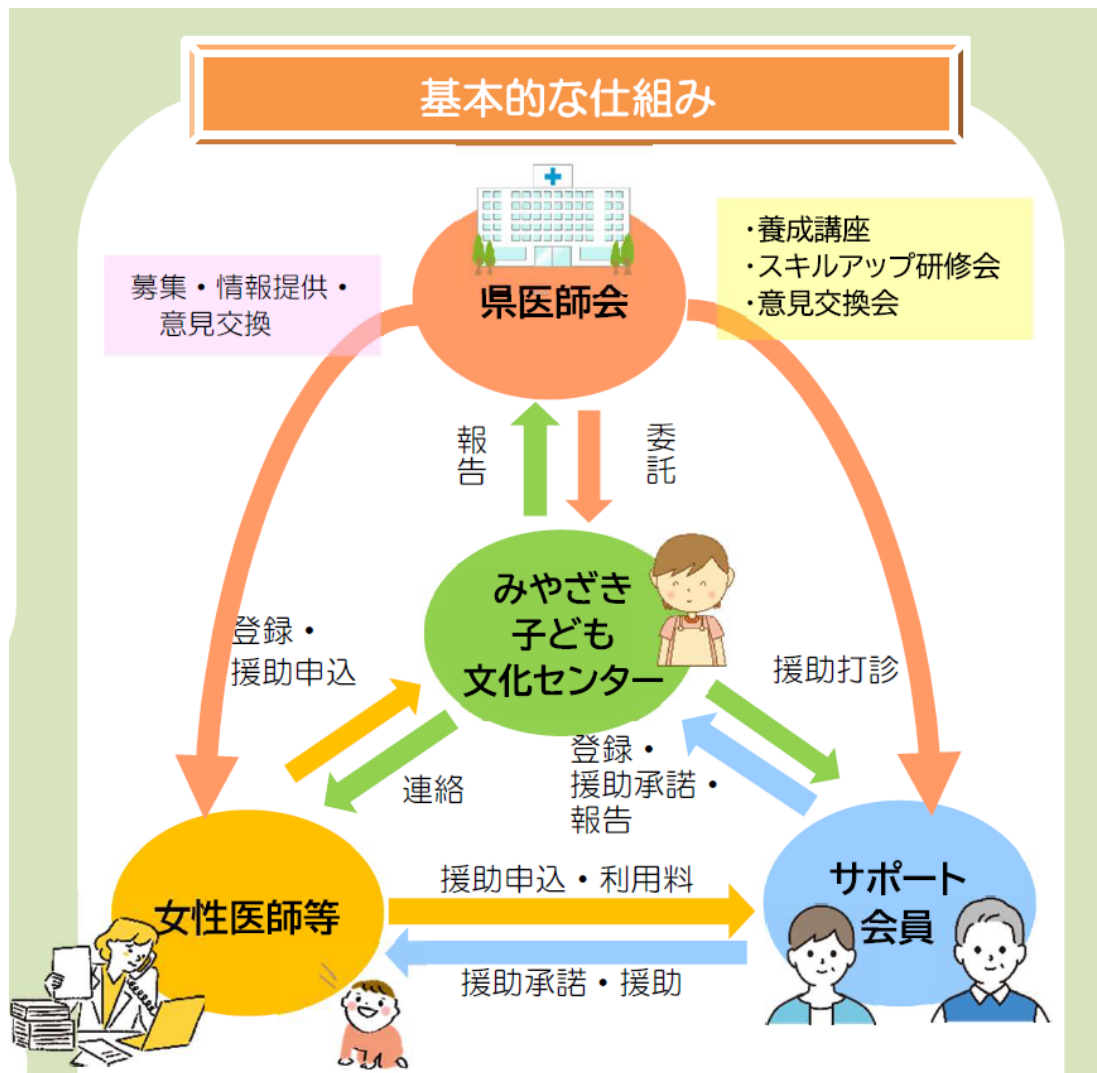 基本的な仕組み
募集・情報提供・
意見交換
県医師会
・養成講座
・スキルアップ研修会
・意見交換会
報告
委託
みやざき
子ども
文化センター
登録・
援助申込
連絡
援助打診
登録・
援助承諾・
報告
女性医師等
援助申込・利用料
援助承諾・援助
サポート
会員